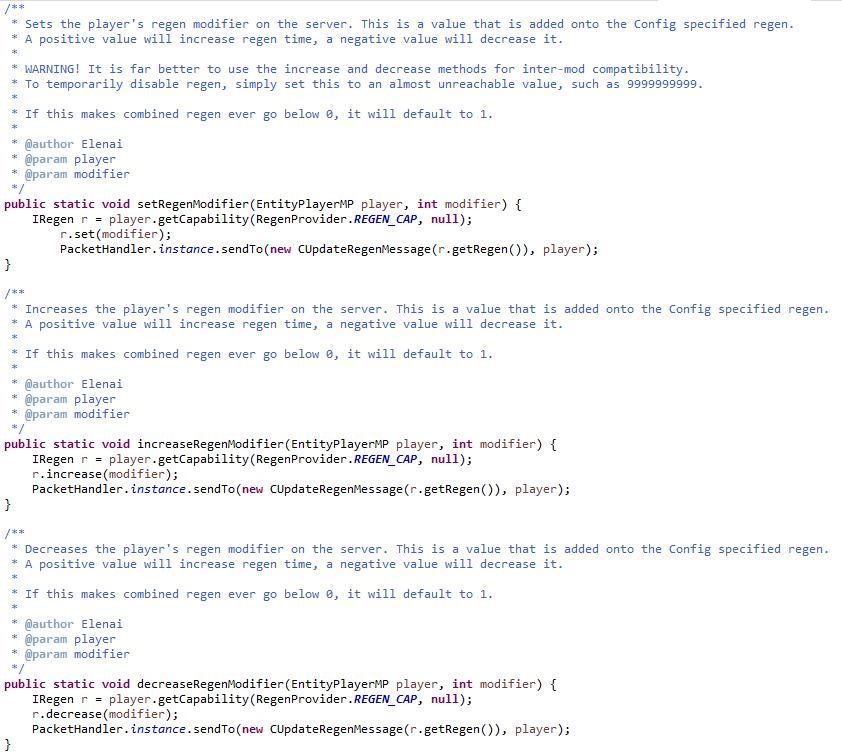 /**
 * Sets the player's regen modifier on the server. This is a value that is added onto the Config specified regen.
 * A positive value will increase regen time, a negative value will decrease it.
 *
 * WARNING! It is far better to use the increase and decrease methods for inter-mod compatibility.
 * To temporarily disable regen, simply set this to an almost unreachable value, such as 9999999999.
 *
 * If this makes combined regen ever go below 0, it will default to 1.
 *
 * @author Elenai
 * @param player
 * @param modifier
 */
public static void setRegenModifier(EntityPlayerMP player, int modifier) {
    IRegen r = player.getCapability(RegenProvider.REGEN_CAP, null);
        r.set(modifier);
        PacketHandler.instance.sendTo(new CUpdateRegenMessage(r.getRegen()), player);
}

/**
 * Increases the player's regen modifier on the server. This is a value that is added onto the Config specified regen.
 * A positive value will increase regen time, a negative value will decrease it.
 *
 * If this makes combined regen ever go below 0, it will default to 1.
 *
 * @author Elenai
 * @param player
 * @param modifier
 */
public static void increaseRegenModifier(EntityPlayerMP player, int modifier) {
    IRegen r = player.getCapability(RegenProvider.REGEN_CAP, null);
    r.increase(modifier);
    PacketHandler.instance.sendTo(new CUpdateRegenMessage(r.getRegen()), player);
}

/**
 * Decreases the player's regen modifier on the server. This is a value that is added onto the Config specified regen.
 * A positive value will increase regen time, a negative value will decrease it.
 *
 * If this makes combined regen ever go below 0, it will default to 1.
 *
 * @author Elenai
 * @param player
 * @param modifier
 */
public static void decreaseRegenModifier(EntityPlayerMP player, int modifier) {
    IRegen r = player.getCapability(RegenProvider.REGEN_CAP, null);
    r.decrease(modifier);
    PacketHandler.instance.sendTo(new CUpdateRegenMessage(r.getRegen()), player);
}